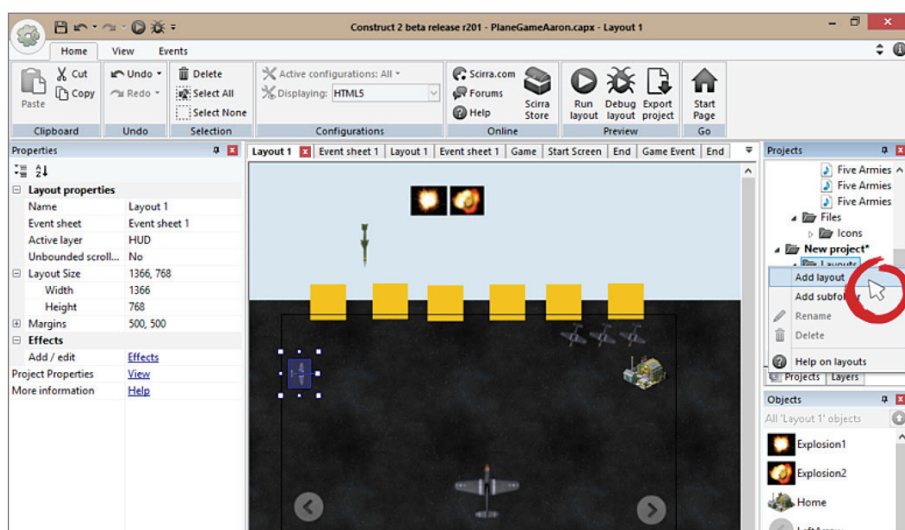 Construct 2 beta release r201 - PlaneGameAaron.capx - Layout 1
Home View Events
Paste
Cut
Copy
Clipboard
Undo
Redo
Undo
Delete
Select All
Select None
Selection
Active configurations: All
Displaying: HTML5
Configurations
Scirra.com
Forums
Help
Scirra Store
Online
Run layout
Debug layout
Export project
Preview
Start Page
Go
Properties
Layout properties
Name Layout 1
Event sheet Event sheet 1
Active layer HUD
Unbounded scroll... No
Layout Size 1366, 768
Width 1366
Height 768
Margins 500, 500
Effects
Add / edit Effects
Project Properties View
More information Help
Layout 1 Event sheet 1 Layout 1 Event sheet 1 Game Start Screen End Game Event End
Projects
Five Armies
Five Armies
Five Armies
Files
Icons
New project*
Layouts
Add layout
Add subfo
Rename
Delete
Help on layouts
Projects Layers
Objects
All 'Layout 1' objects
Explosion1
Explosion2
Home
LeftArrow